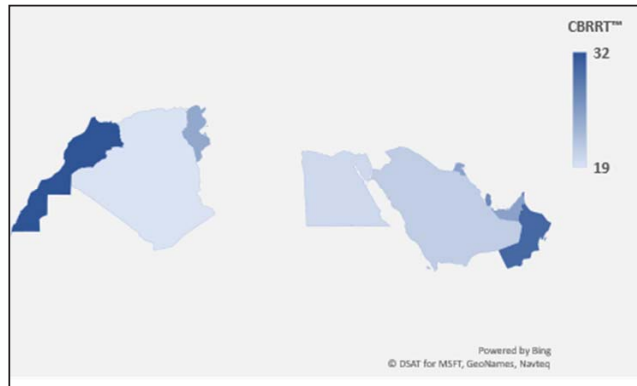 CBRRT™
32
19
Powered by Bing
© DSAT for MSFT, GeoNames, Navteq